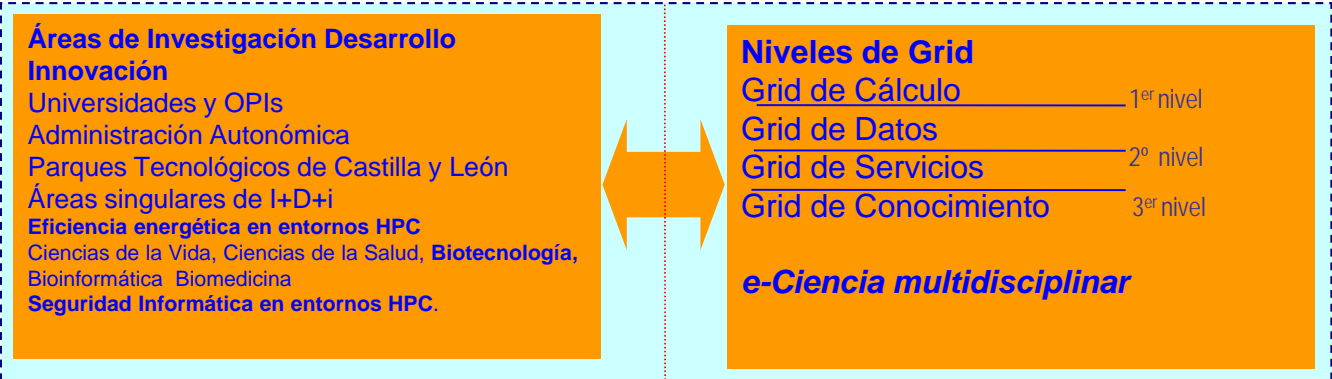 Áreas de Investigación Desarrollo
Innovación
Universidades y OPIs
Administración Autonómica
Parques Tecnológicos de Castilla y León
Áreas singulares de I+D+i
Eficiencia energética en entornos HPC
Ciencias de la Vida, Ciencias de la Salud, Biotecnología,
Bioinformática Biomedicina
Seguridad Informática en entornos HPC.
Niveles de Grid
Grid de Cálculo
1er nivel
Grid de Datos
2º nivel
Grid de Servicios
Grid de Conocimiento
3er nivel
e-Ciencia multidisciplinar